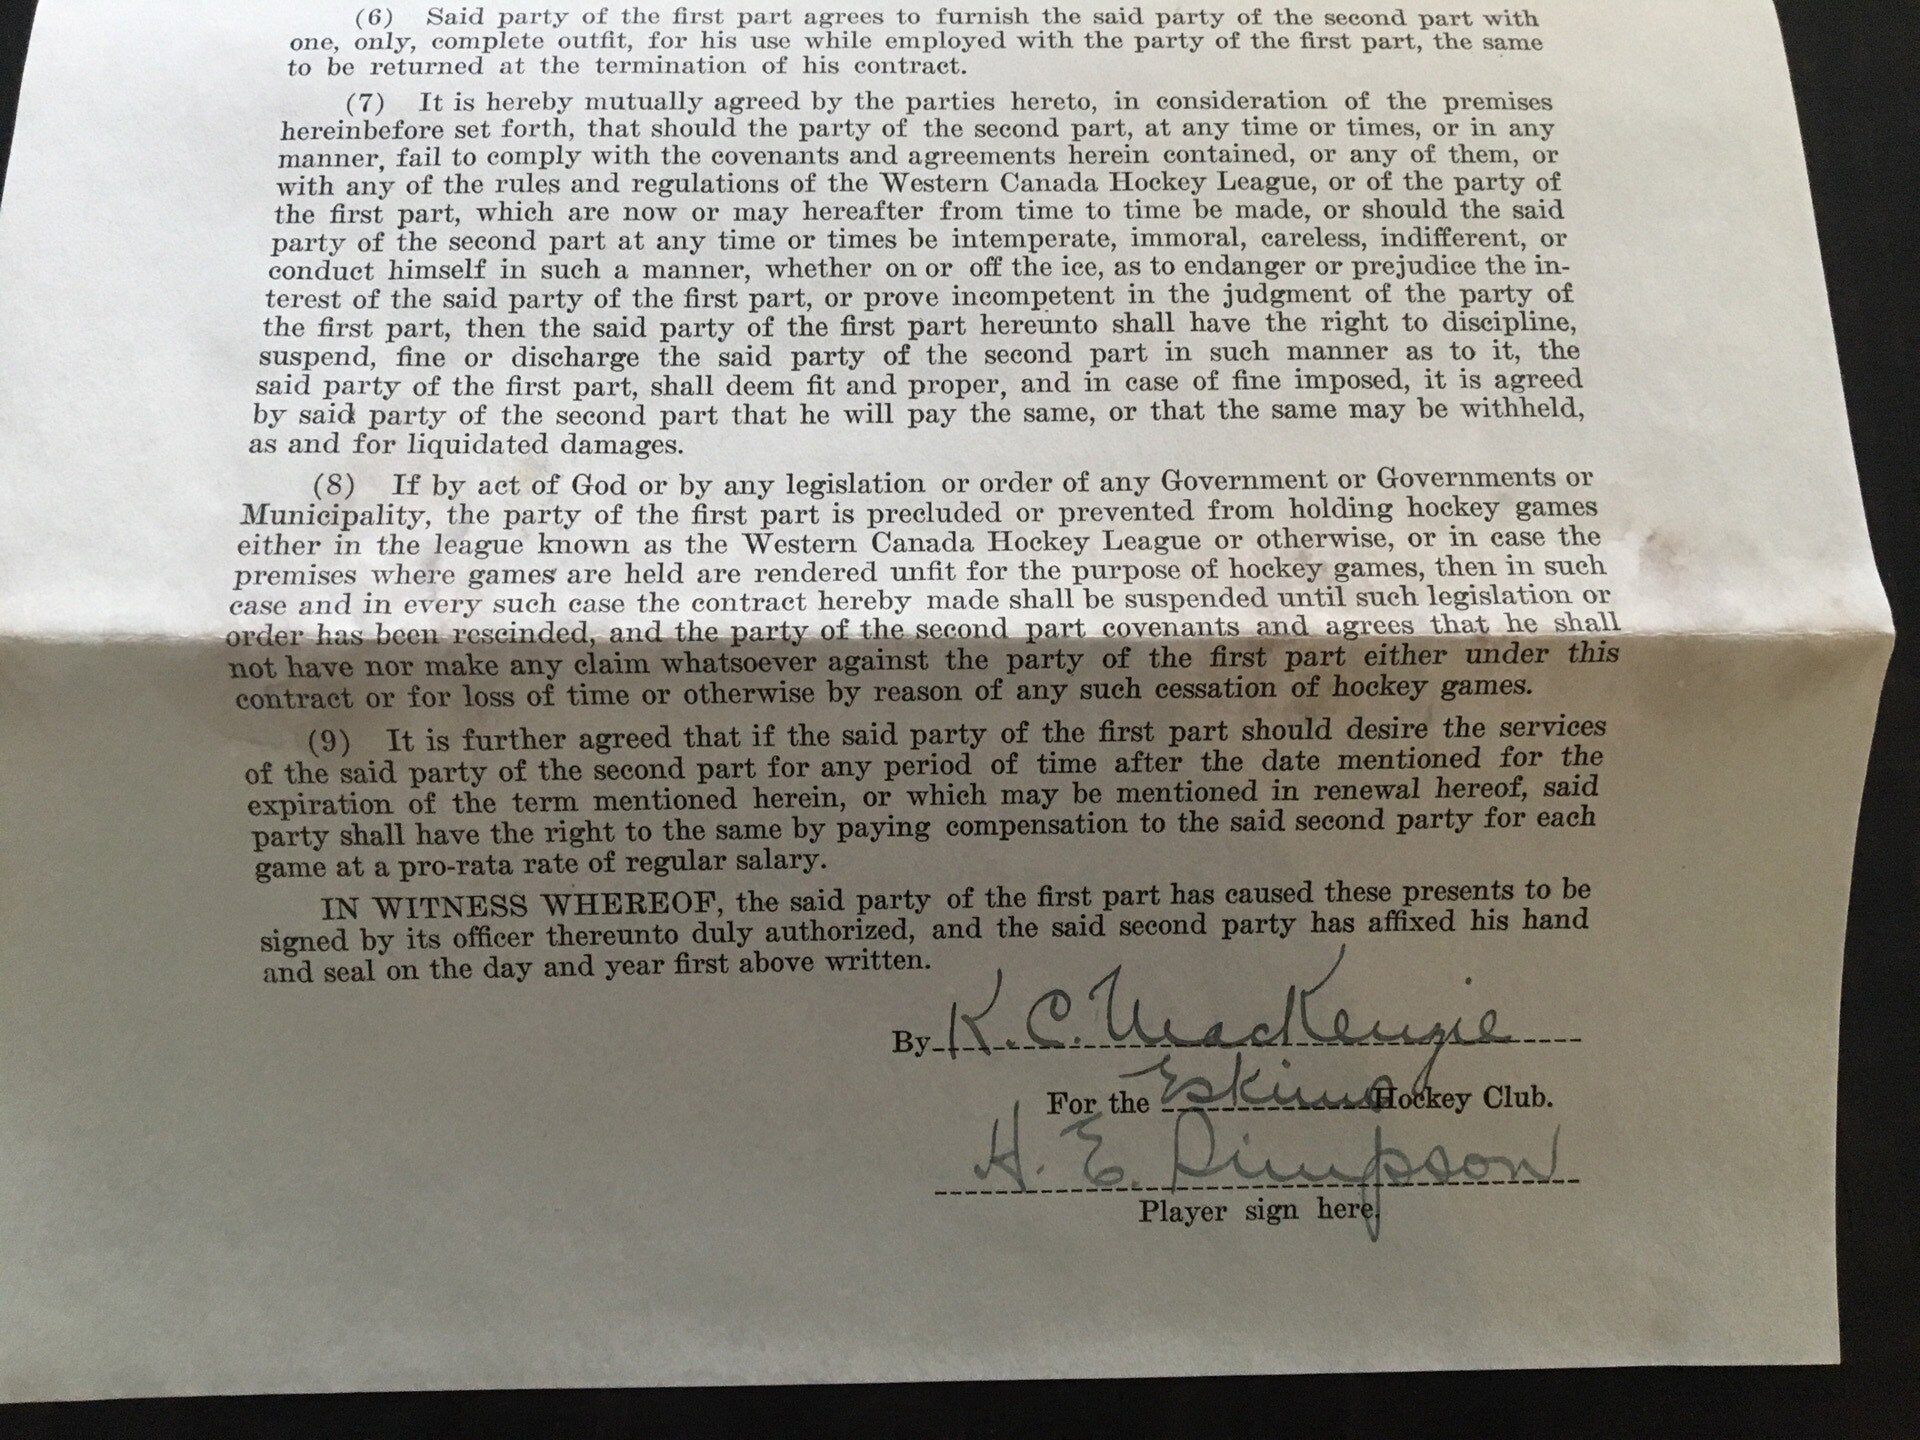 (6) Said party of the first part agrees to furnish the said party of the second part with
one, only, complete outfit, for his use while employed with the party of the first part, the same
to be returned at the termination of his contract.
(7) It is hereby mutually agreed by the parties hereto, in consideration of the premises
hereinbefore set forth, that should the party of the second part, at any time or times, or in any
manner, fail to comply with the covenants and agreements herein contained, or any of them, or
with any of the rules and regulations of the Western Canada Hockey League, or of the party of
the first part, which are now or may hereafter from time to time be made, or should the said
party of the second part at any time or times be intemperate, immoral, careless, indifferent, or
conduct himself in such a manner, whether on or off the ice, as to endanger or prejudice the in-
terest of the said party of the first part, or prove incompetent in the judgment of the party of
the first part, then the said party of the first part hereunto shall have the right to discipline,
suspend, fine or discharge the said party of the second part in such manner as to it, the
said party of the first part, shall deem fit and proper, and in case of fine imposed, it is agreed
by said party of the second part that he will pay the same, or that the same may be withheld,
as and for liquidated damages.
(8) If by act of God or by any legislation or order of any Government or Governments or
Municipality, the party of the first part is precluded or prevented from holding hockey games
either in the league known as the Western Canada Hockey League or otherwise, or in case the
premises where games are held are rendered unfit for the purpose of hockey games, then in such
case and in every such case the contract hereby made shall be suspended until such legislation or
order has been rescinded, and the party of the second part covenants and agrees that he shall
not have nor make any claim whatsoever against the party of the first part either under this
contract or for loss of time or otherwise by reason of any such cessation of hockey games.
(9) It is further agreed that if the said party of the first part should desire the services
of the said party of the second part for any period of time after the date mentioned for the
expiration of the term mentioned herein, or which may be mentioned in renewal hereof, said
party shall have the right to the same by paying compensation to the said second party for each
game at a pro-rata rate of regular salary.
IN WITNESS WHEREOF, the said party of the first part has caused these presents to be
signed by its officer thereunto duly authorized, and the said second party has affixed his hand
and seal on the day and year first above written.
By K. C. MacKenzie
For the Eskimo Hockey Club.
H. E. Simpson
Player sign here.